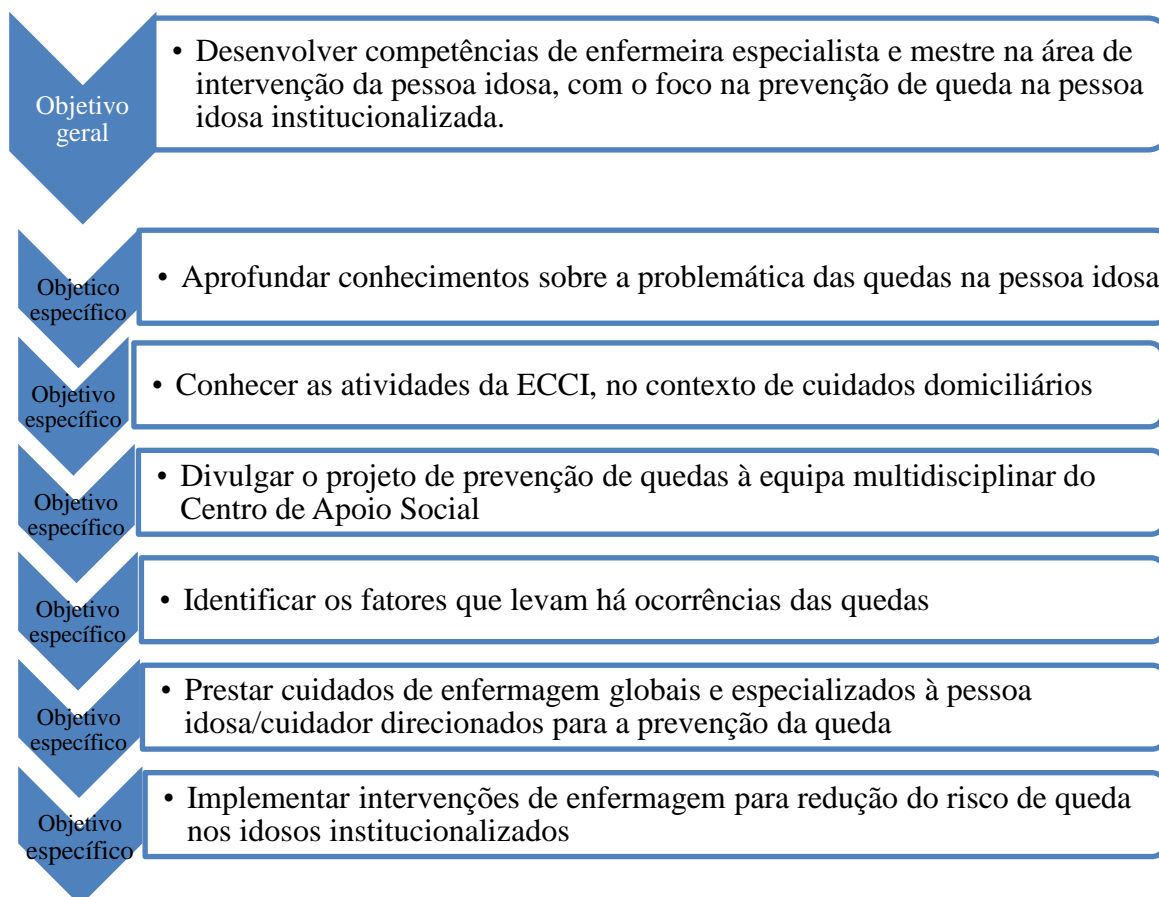 Objetivo
geral
• Desenvolver competências de enfermeira especialista e mestre na área de
intervenção da pessoa idosa, com o foco na prevenção de queda na pessoa
idosa institucionalizada.
Objetico
específico
• Aprofundar conhecimentos sobre a problemática das quedas na pessoa idosa
Objetivo
específico
• Conhecer as atividades da ECCI, no contexto de cuidados domiciliários
Objetivo
específico
• Divulgar o projeto de prevenção de quedas à equipa multidisciplinar do
Centro de Apoio Social
Objetivo
específico
• Identificar os fatores que levam há ocorrências das quedas
Objetivo
específico
• Prestar cuidados de enfermagem globais e especializados à pessoa
idosa/cuidador direcionados para a prevenção da queda
Objetivo
específico
• Implementar intervenções de enfermagem para redução do risco de queda
nos idosos institucionalizados